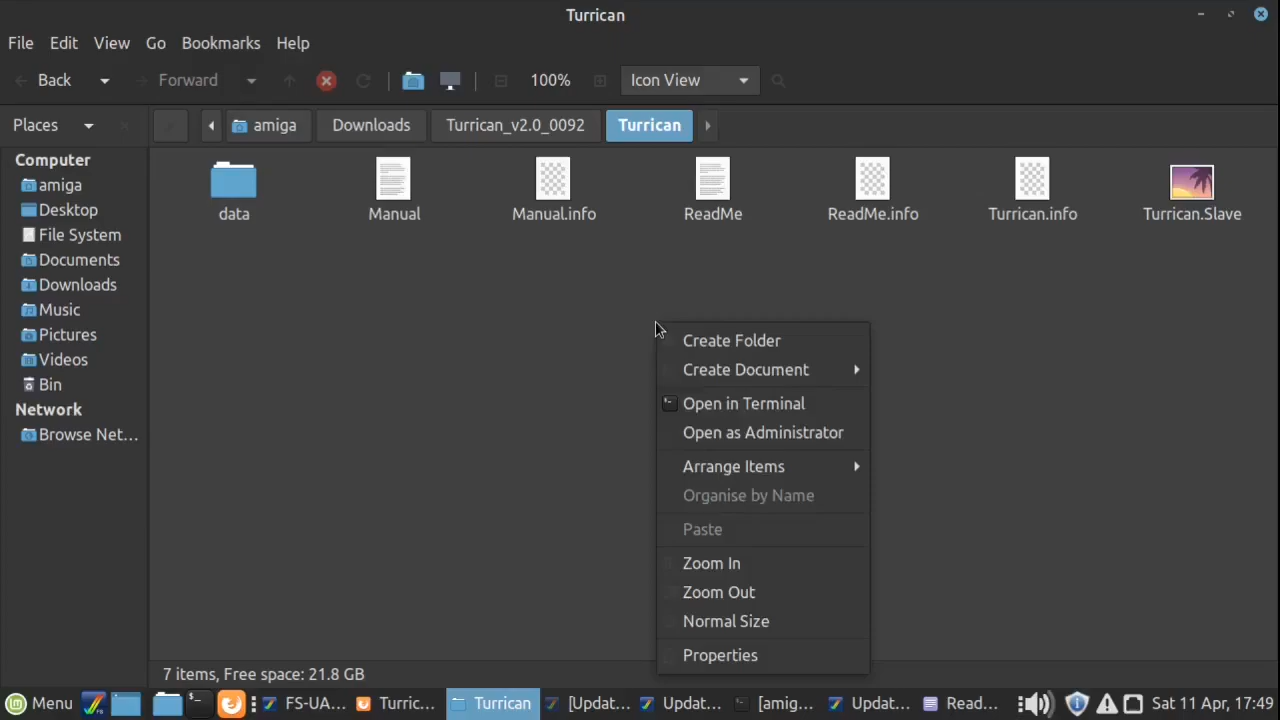 Turrican
File Edit View Go Bookmarks Help
Back Forward 100% Icon View
Places amiga Downloads Turrican_v2.0_0092 Turrican
Computer
amiga
Desktop
File System
Documents
Downloads
Music
Pictures
Videos
Bin
Network
Browse Net...
data Manual Manual.info ReadMe ReadMe.info Turrican.info Turrican.Slave
Create Folder
Create Document
Open in Terminal
Open as Administrator
Arrange Items
Organise by Name
Paste
Zoom In
Zoom Out
Normal Size
Properties
7 items, Free space: 21.8 GB
Menu FS-UA... Turric... Turrican [Updat... Updat... [amig... Updat... Read... Sat 11 Apr, 17:49